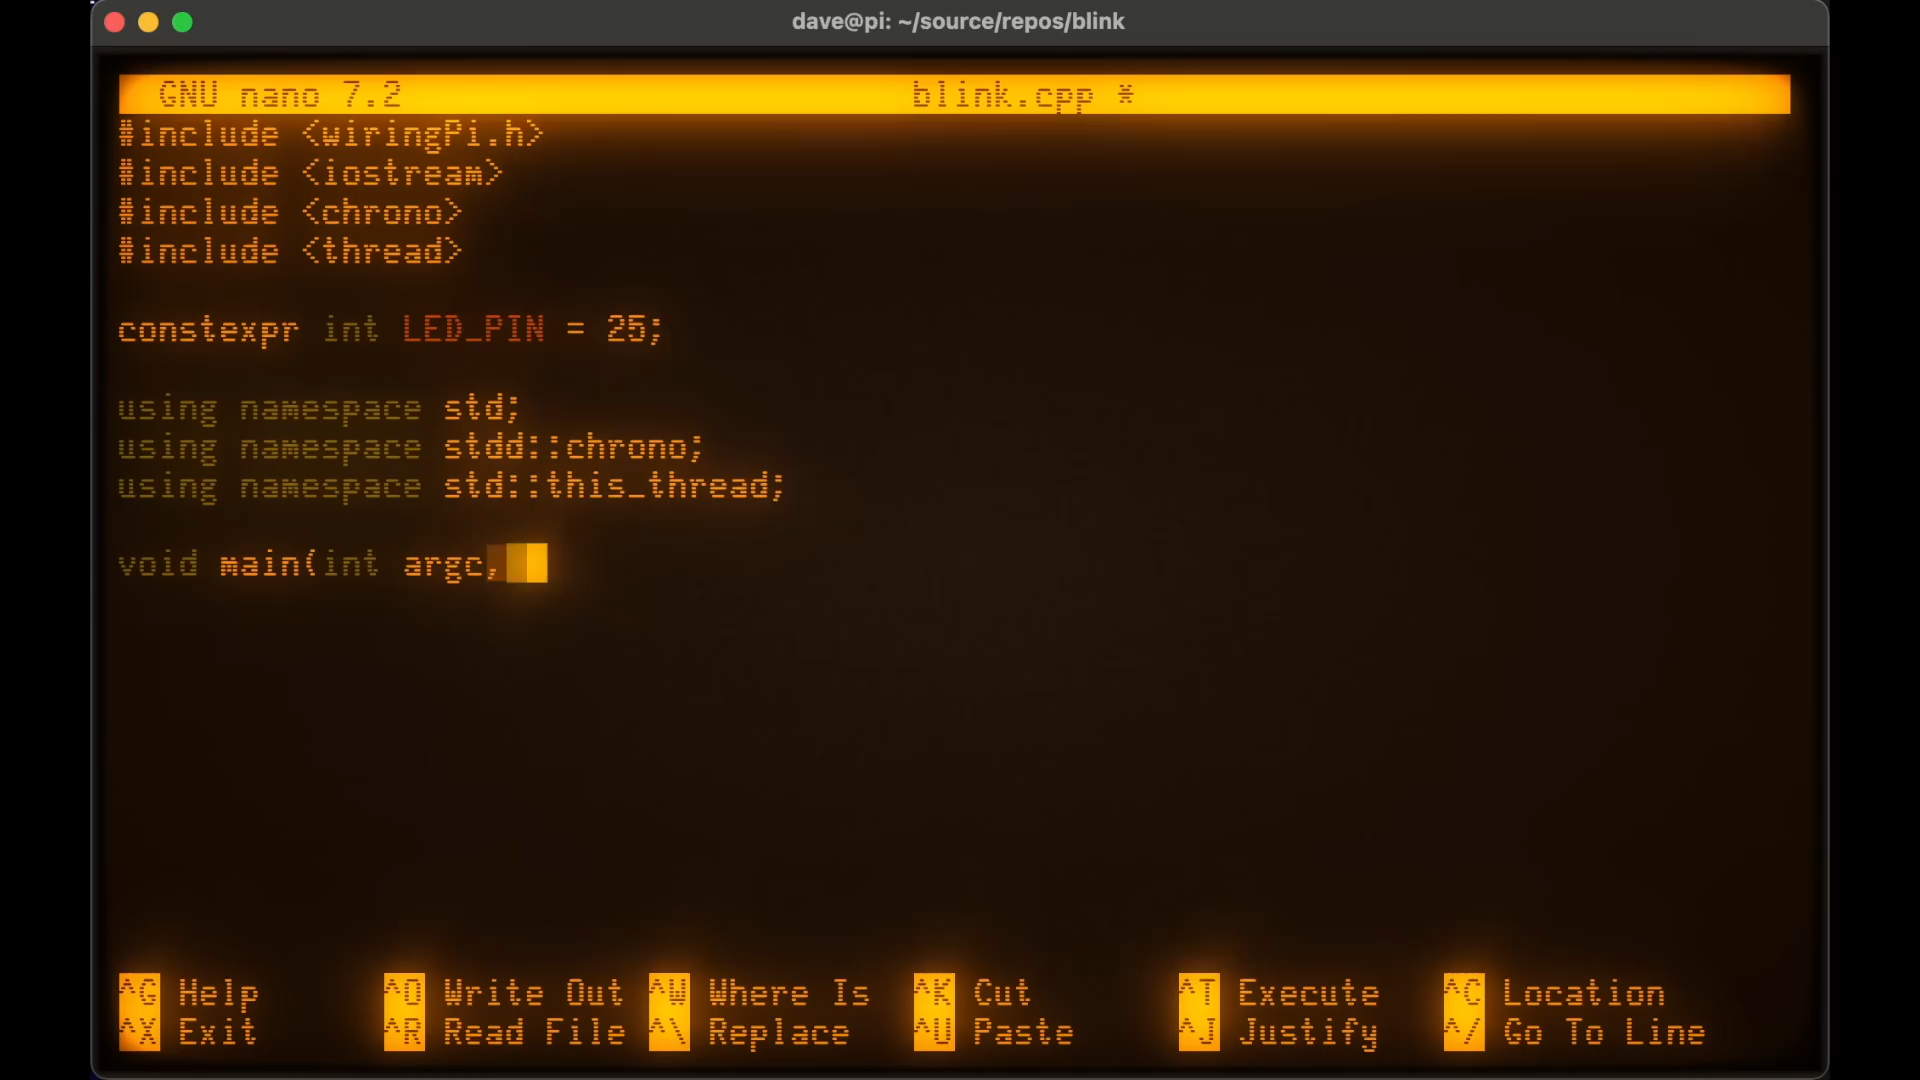 dave@pi: ~/source/repos/blink
GNU nano 7.2 blink.cpp *
#include <wiringPi.h>
#include <iostream>
#include <chrono>
#include <thread>
constexpr int LED_PIN = 25;
using namespace std;
using namespace stdd::chrono;
using namespace std::this_thread;
void main(int argc,
^G Help ^O Write Out ^W Where Is ^K Cut ^T Execute ^C Location
^X Exit ^R Read File ^\ Replace ^U Paste ^J Justify ^/ Go To Line